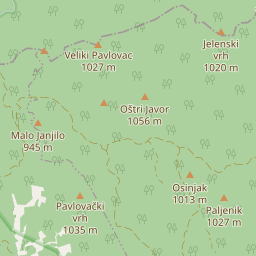 Jelenski
vrh
1020 m
Veliki Pavlovac
1027 m
Oštri Javor
1056 m
Malo Janjilo
945 m
Osinjak
1013 m
Pavlovački
vrh
1035 m
Paljenik
1027 m